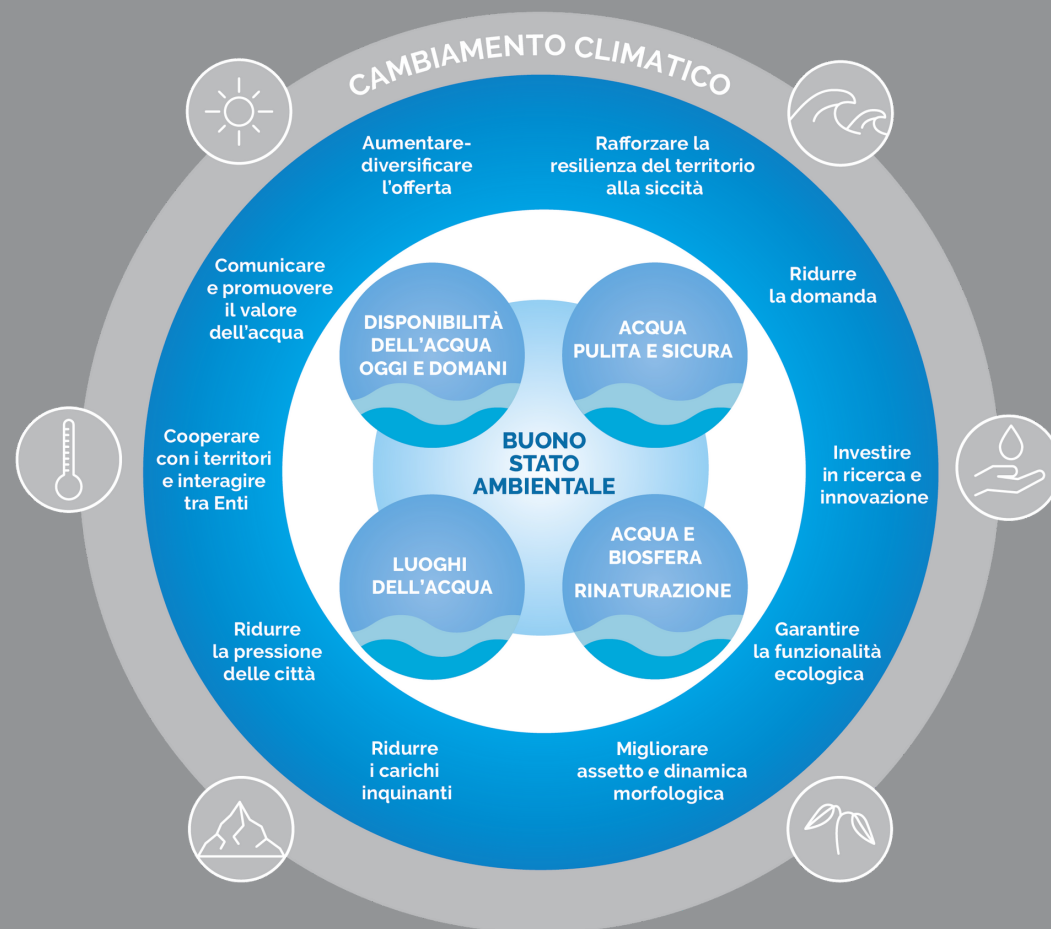 CAMBIAMENTO CLIMATICO
Aumentare-
diversificare
l'offerta
Rafforzare la
resilienza del territorio
alla siccità
Ridurre
la domanda
Investire
in ricerca e
innovazione
Garantire
la funzionalità
ecologica
Migliorare
assetto e dinamica
morfologica
Ridurre
i carichi
inquinanti
Ridurre
la pressione
delle città
Cooperare
con i territori
e interagire
tra Enti
Comunicare
e promuovere
il valore
dell'acqua
DISPONIBILITÀ
DELL'ACQUA
OGGI E DOMANI
ACQUA
PULITA E SICURA
BUONO
STATO
AMBIENTALE
LUOGHI
DELL'ACQUA
ACQUA E
BIOSFERA
RINATURAZIONE